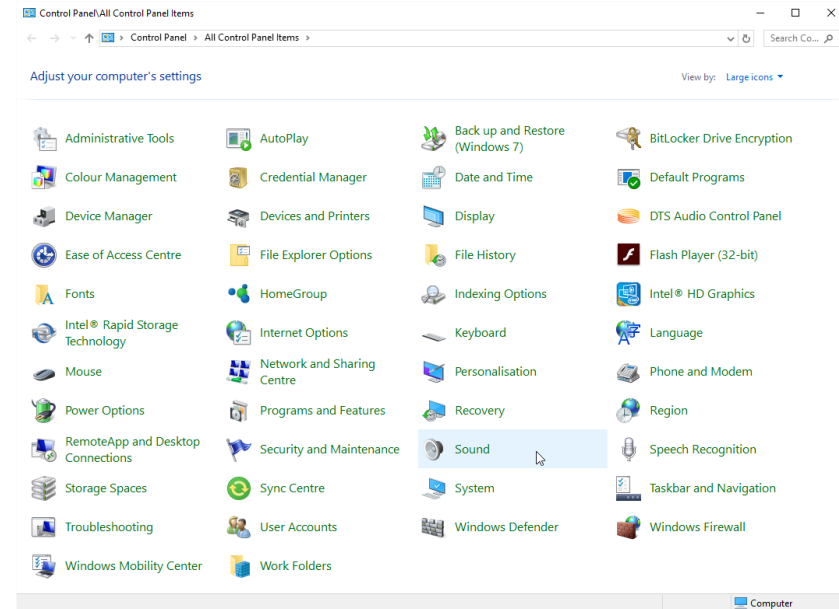 Control Panel\All Control Panel Items
Control Panel > All Control Panel Items >
Search Co...
Adjust your computer's settings
View by: Large icons
Administrative Tools
AutoPlay
Back up and Restore
(Windows 7)
BitLocker Drive Encryption
Colour Management
Credential Manager
Date and Time
Default Programs
Device Manager
Devices and Printers
Display
DTS Audio Control Panel
Ease of Access Centre
File Explorer Options
File History
Flash Player (32-bit)
Fonts
HomeGroup
Indexing Options
Intel® HD Graphics
Intel® Rapid Storage
Technology
Internet Options
Keyboard
Language
Mouse
Network and Sharing
Centre
Personalisation
Phone and Modem
Power Options
Programs and Features
Recovery
Region
RemoteApp and Desktop
Connections
Security and Maintenance
Sound
Speech Recognition
Storage Spaces
Sync Centre
System
Taskbar and Navigation
Troubleshooting
User Accounts
Windows Defender
Windows Firewall
Windows Mobility Center
Work Folders
Computer